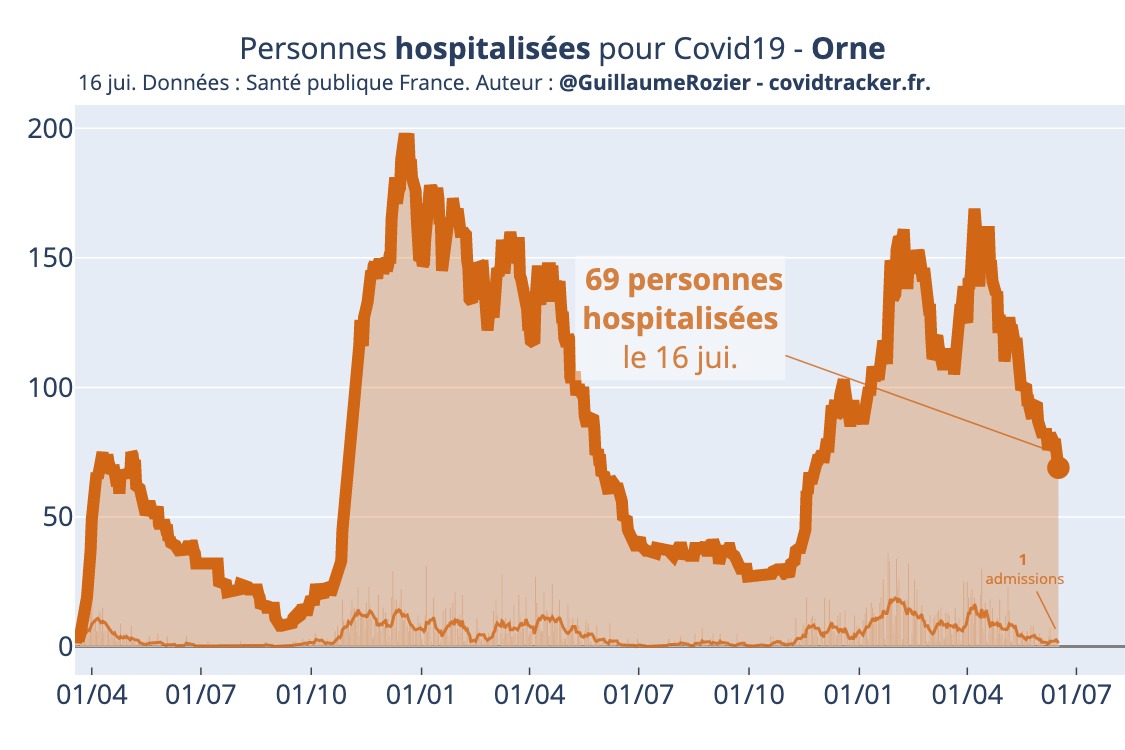 Personnes hospitalisées pour Covid19 - Orne
16 jui. Données : Santé publique France. Auteur : @GuillaumeRozier - covidtracker.fr.
200
150
100
50
0
69 personnes
hospitalisées
le 16 jui.
1
admissions
01/04 01/07 01/10 01/01 01/04 01/07 01/10 01/01 01/04 01/07